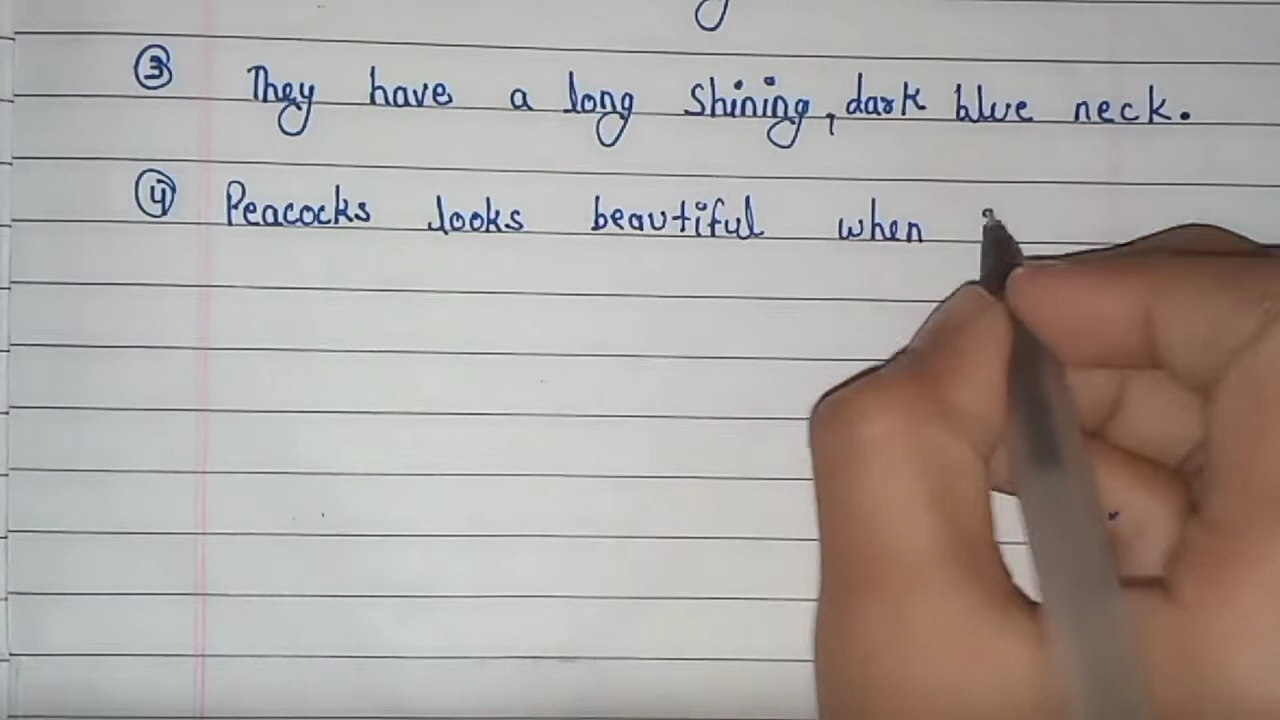 ③ They have a long shining, dark blue neck.
④ Peacocks looks beautiful when